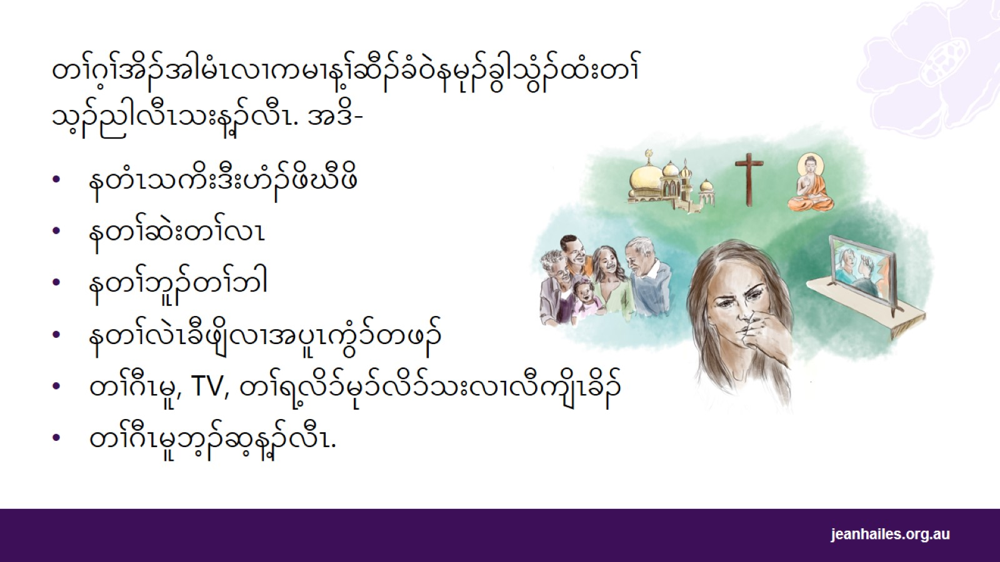 တၢ်ဂ့ၢ်အိၣ်အါမံၤလၢကမၢန့ၢ်ဆီၣ်ခံဝဲနမုၣ်ခွါသွံၣ်ထံးတၢ်
သ့ၣ်ညါလီၤသးန့ၣ်လီၤ. အဒိ-
• နတံၤသကိးဒီးဟံၣ်ဖိဃီဖိ
• နတၢ်ဆဲးတၢ်လၤ
• နတၢ်ဘူၣ်တၢ်ဘါ
• နတၢ်လဲၤခီဖျိလၢအပူၤကွံာ်တဖၣ်
• တၢ်ဂီၤမူ, TV, တၢ်ရ့လိာ်မုာ်လိာ်သးလၢလီကျိၤခိၣ်
• တၢ်ဂီၤမူဘ့ၣ်ဆ့န့ၣ်လီၤ.
jeanhailes.org.au